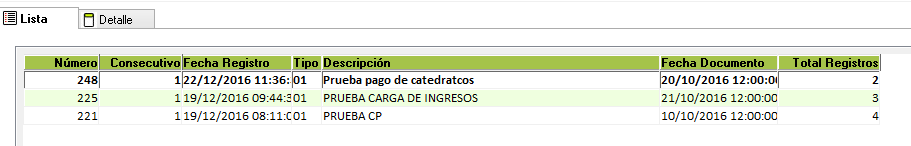 Lista Detalle
Número Consecutivo Fecha Registro Tipo Descripción Fecha Documento Total Registros
248 1 22/12/2016 11:36: 01 Prueba pago de catedratcos 20/10/2016 12:00:00 2
225 1 19/12/2016 09:44:3 01 PRUEBA CARGA DE INGRESOS 21/10/2016 12:00:00 3
221 1 19/12/2016 08:11:0 01 PRUEBA CP 10/10/2016 12:00:00 4